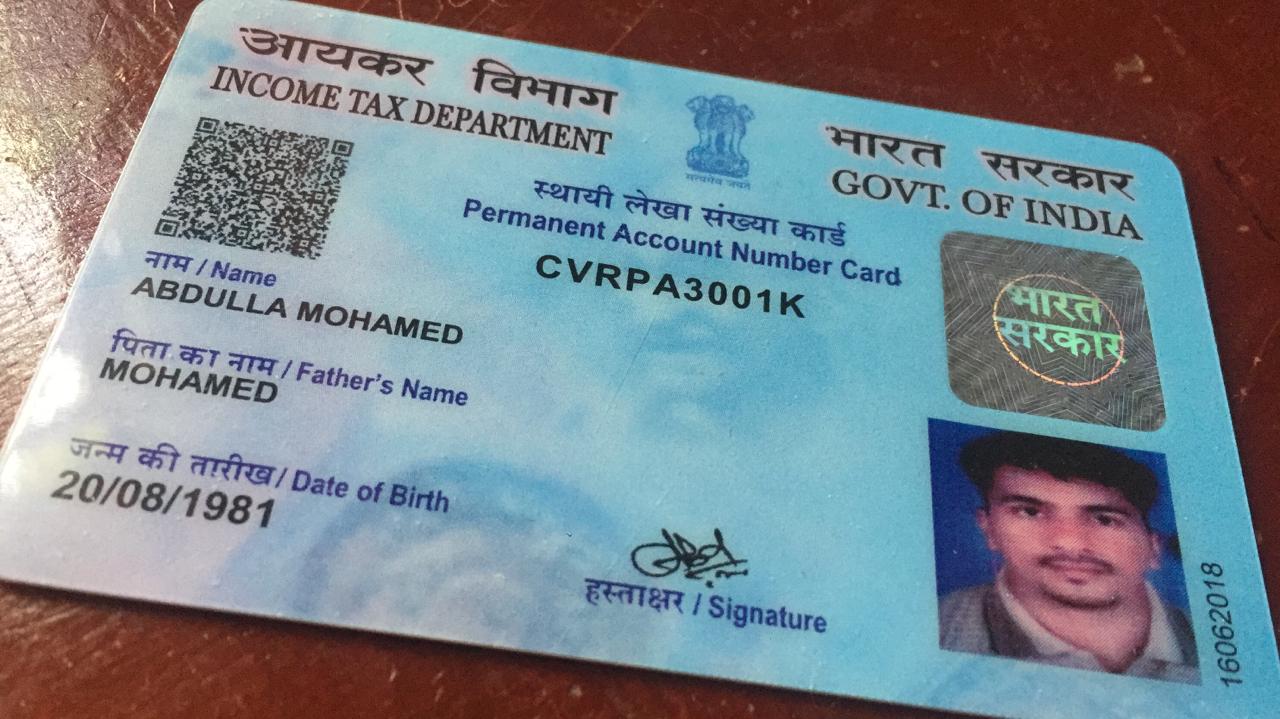 आयकर विभाग
INCOME TAX DEPARTMENT
सत्यमेव जयते
भारत सरकार
GOVT. OF INDIA
स्थायी लेखा संख्या कार्ड
Permanent Account Number Card
CVRPA3001K
भारत
सरकार
नाम / Name
ABDULLA MOHAMED
पिता का नाम / Father's Name
MOHAMED
जन्म की तारीख / Date of Birth
20/08/1981
हस्ताक्षर / Signature
16062018